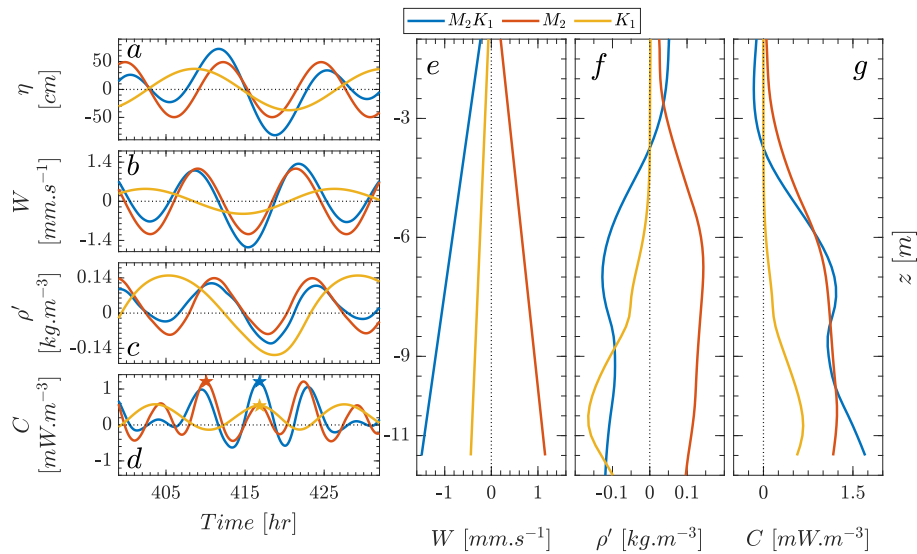 M₂K₁ M₂ K₁
a
η [cm]
50
0
-50
b
W [mm.s⁻¹]
1.4
0
-1.4
c
ρ′ [kg.m⁻³]
0.14
0
-0.14
d
C [mW.m⁻³]
1
0
-1
405 415 425
Time [hr]
e
-3
-6
-9
-11
-1 0 1
W [mm.s⁻¹]
f
-0.1 0 0.1
ρ′ [kg.m⁻³]
g
0 1.5
C [mW.m⁻³]
z [m]